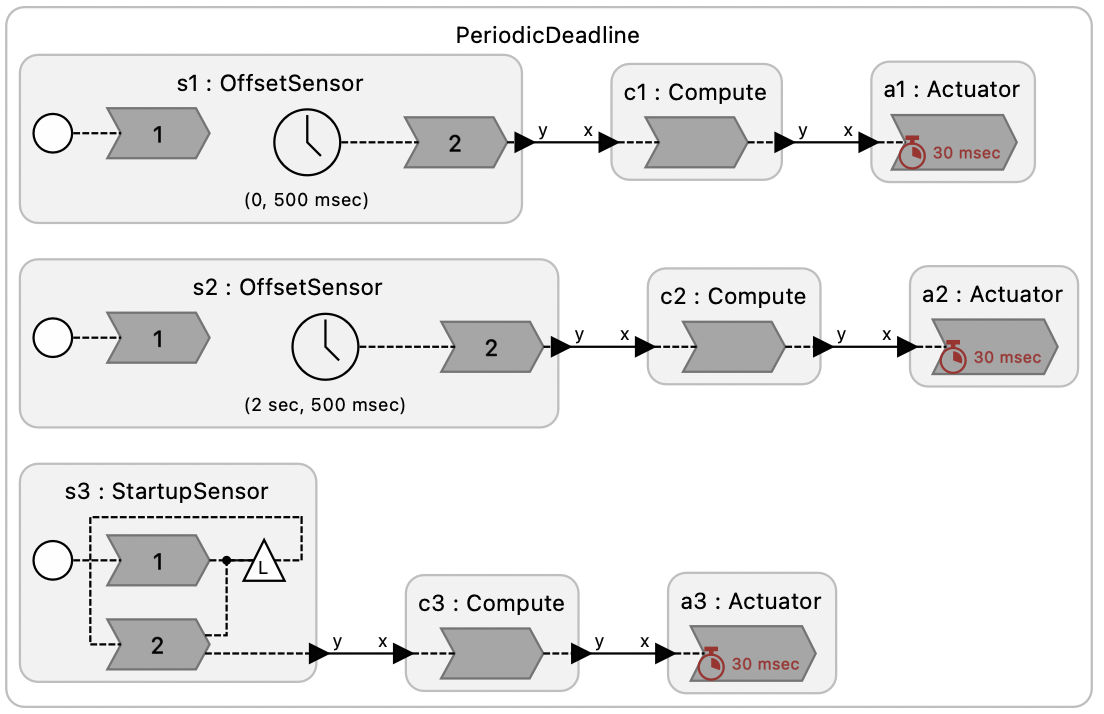 PeriodicDeadline
s1 : OffsetSensor
1
(0, 500 msec)
2
y
x
c1 : Compute
y
x
a1 : Actuator
30 msec
s2 : OffsetSensor
1
(2 sec, 500 msec)
2
y
x
c2 : Compute
y
x
a2 : Actuator
30 msec
s3 : StartupSensor
1
L
2
y
x
c3 : Compute
y
x
a3 : Actuator
30 msec